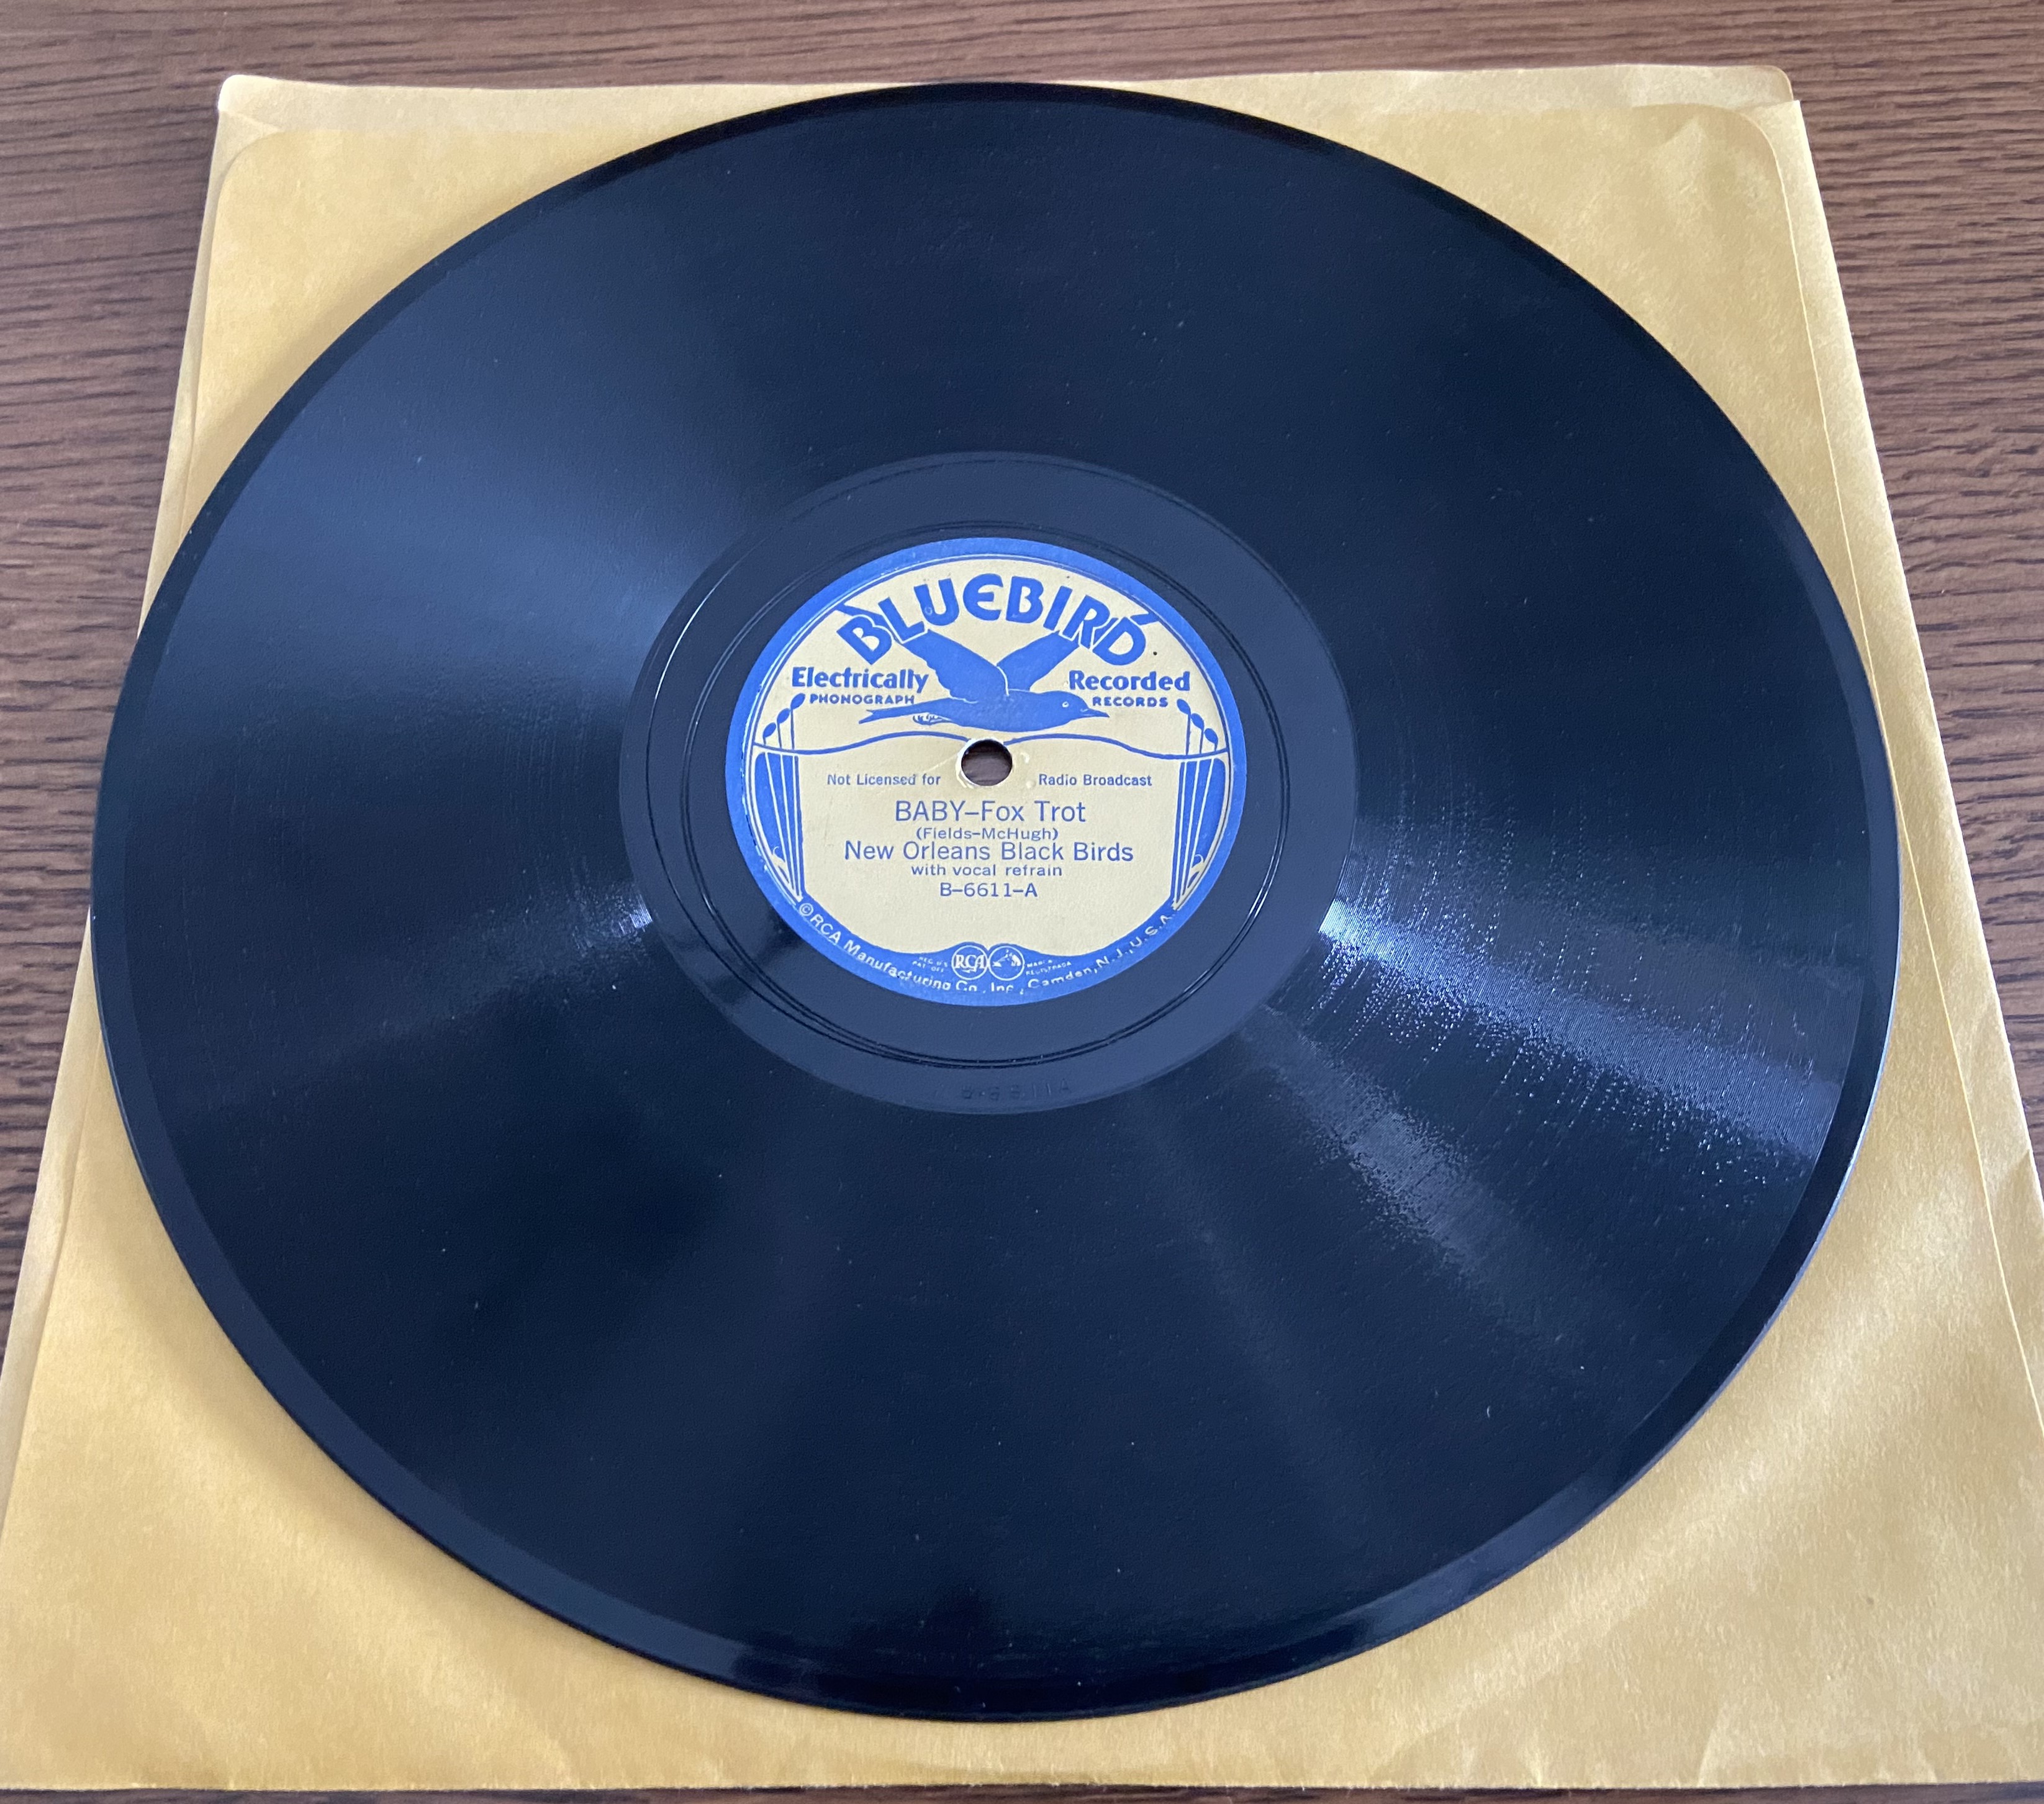 BLUEBIRD
Electrically Recorded
PHONOGRAPH RECORDS
Not Licensed for Radio Broadcast
BABY–Fox Trot
(Fields–McHugh)
New Orleans Black Birds
with vocal refrain
B–6611–A
RCA
©RCA Manufacturing Co., Inc., Camden, N.J., U.S.A.